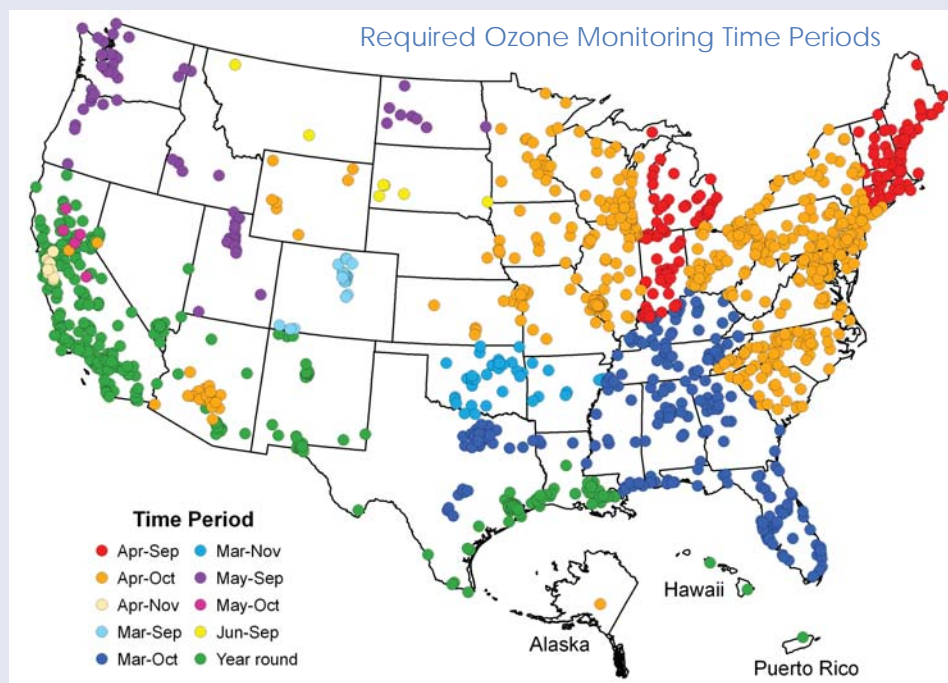 Required Ozone Monitoring Time Periods
Time Period
Apr-Sep
Apr-Oct
Apr-Nov
Mar-Sep
Mar-Oct
Mar-Nov
May-Sep
May-Oct
Jun-Sep
Year round
Alaska
Hawaii
Puerto Rico